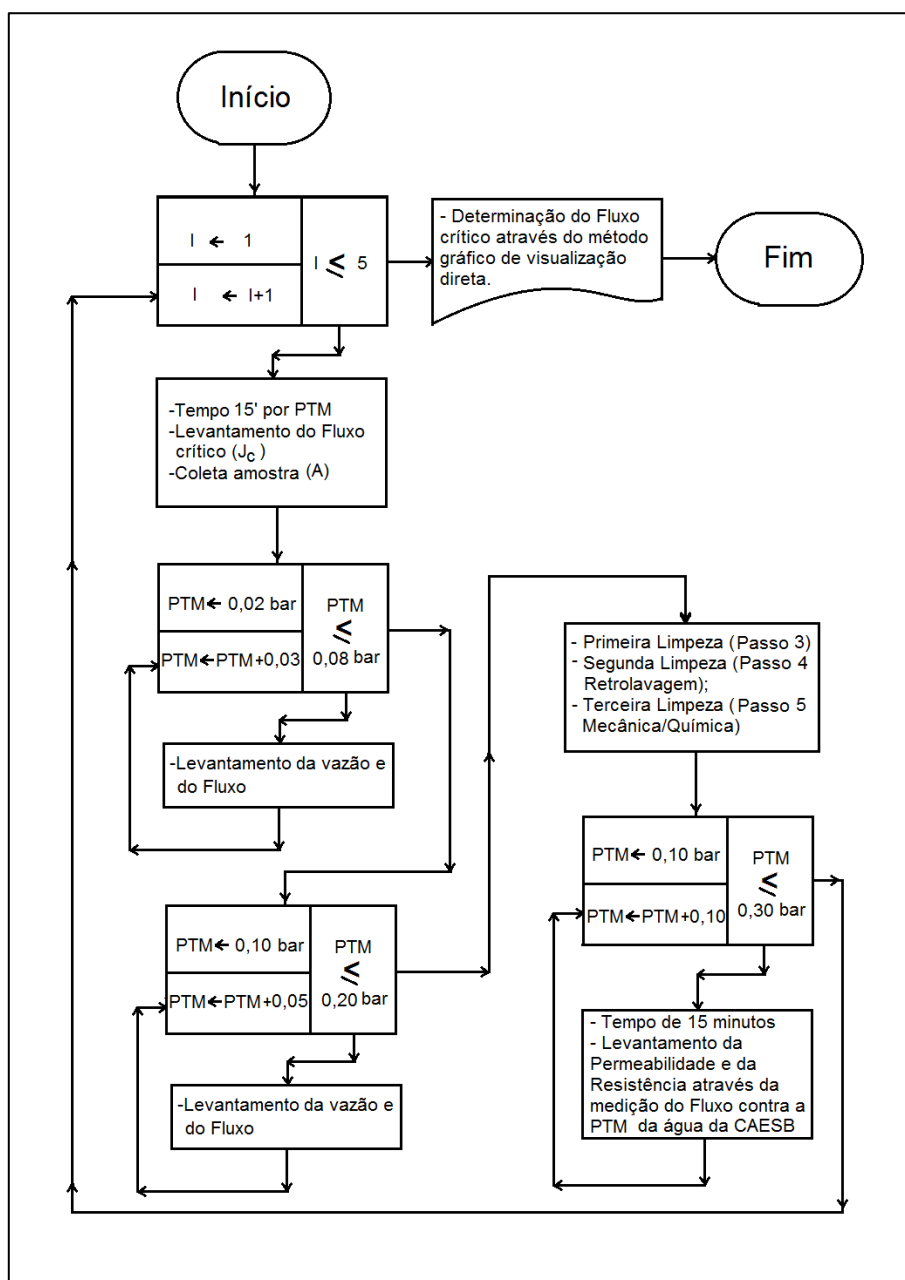 Início
I ← 1
I ← I+1
I ≤ 5
- Determinação do Fluxo
crítico através do método
gráfico de visualização
direta.
Fim
-Tempo 15' por PTM
-Levantamento do Fluxo
crítico (Jc)
-Coleta amostra (A)
PTM← 0,02 bar
PTM←PTM+0,03
PTM
≤
0,08 bar
-Levantamento da vazão e
do Fluxo
PTM← 0,10 bar
PTM←PTM+0,05
PTM
≤
0,20 bar
-Levantamento da vazão e
do Fluxo
- Primeira Limpeza (Passo 3)
- Segunda Limpeza (Passo 4
Retrolavagem);
- Terceira Limpeza (Passo 5
Mecânica/Química)
PTM← 0,10 bar
PTM←PTM+0,10
PTM
≤
0,30 bar
- Tempo de 15 minutos
- Levantamento da
Permeabilidade e da
Resistência através da
medição do Fluxo contra a
PTM da água da CAESB